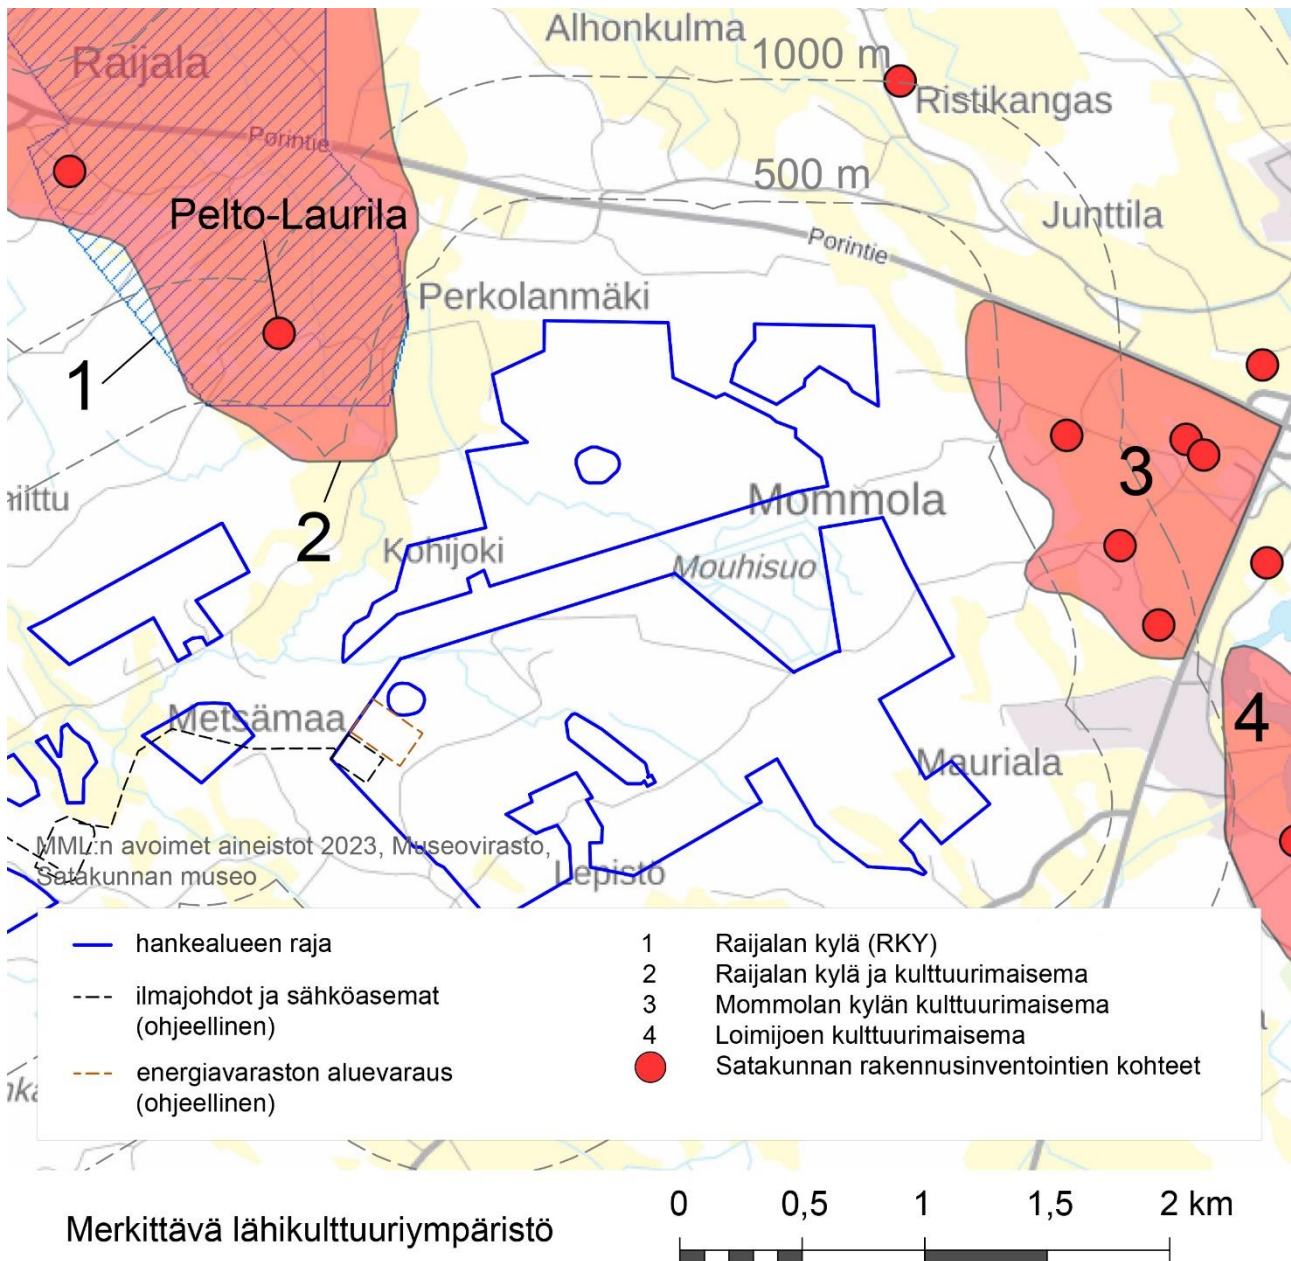 Alhonkulma
Raijala
1000 m
Ristikangas
Porintie
500 m
Pelto-Laurila
Junttila
Porintie
Perkolanmäki
1
3
Mommola
niittu
2
Kohijoki
Mouhisuo
Metsämaa
4
Mauriala
MML:n avoimet aineistot 2023, Museovirasto,
Satakunnan museo
Lepistö
hankealueen raja
ilmajohdot ja sähköasemat
(ohjeellinen)
energiavaraston aluevaraus
(ohjeellinen)
1 Raijalan kylä (RKY)
2 Raijalan kylä ja kulttuurimaisema
3 Mommolan kylän kulttuurimaisema
4 Loimijoen kulttuurimaisema
Satakunnan rakennusinventointien kohteet
Merkittävä lähikulttuuriympäristö
0 0,5 1 1,5 2 km